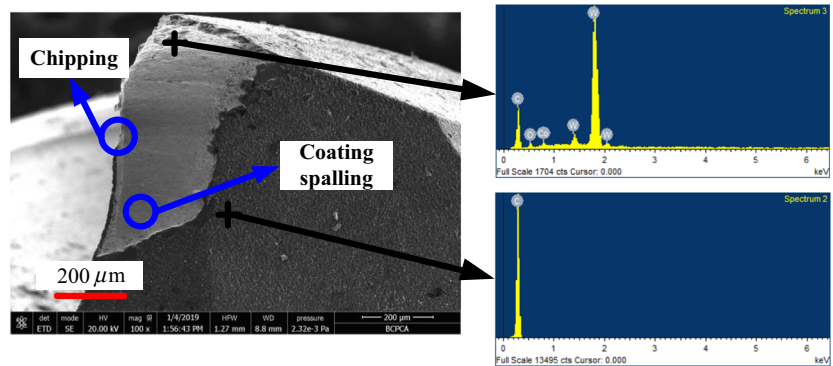 Chipping
Coating
spalling
200 μm
det mode HV mag WD HFW pressure
ETD SE 20.00 kV 100 x 1/4/2019 1:56:43 PM 1.27 mm 8.8 mm 2.32e-3 Pa
200 μm
BCPCA
Spectrum 3
C O Co W W W
0 1 2 3 4 5 6
Full Scale 1704 cts Cursor: 0.000 keV
Spectrum 2
C
0 1 2 3 4 5 6
Full Scale 13495 cts Cursor: 0.000 keV